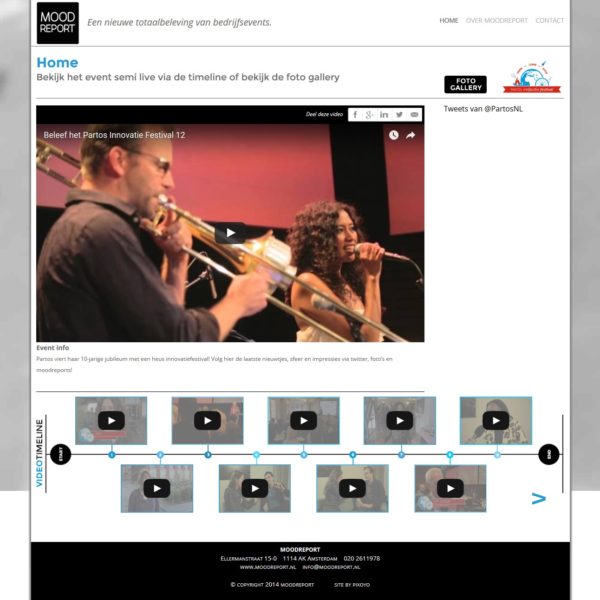 MOOD
REPORT
Een nieuwe totaalbeleving van bedrijfsevents.
HOME OVER MOODREPORT CONTACT
Home
Bekijk het event semi live via de timeline of bekijk de foto gallery
FOTO
GALLERY
Deel deze video
Tweets van @PartosNL
Beleef het Partos Innovatie Festival 12
Event info
Partos viert haar 10-jarige jubileum met een heus innovatiefestival! Volg hier de laatste nieuwtjes, sfeer en impressies via twitter, foto's en
moodreports!
VIDEOTIMELINE
START
END
>
MOODREPORT
Ellermanstraat 15-0 1114 AK Amsterdam 020 2611978
www.moodreport.nl info@moodreport.nl
© copyright 2014 moodreport site by pixoyo